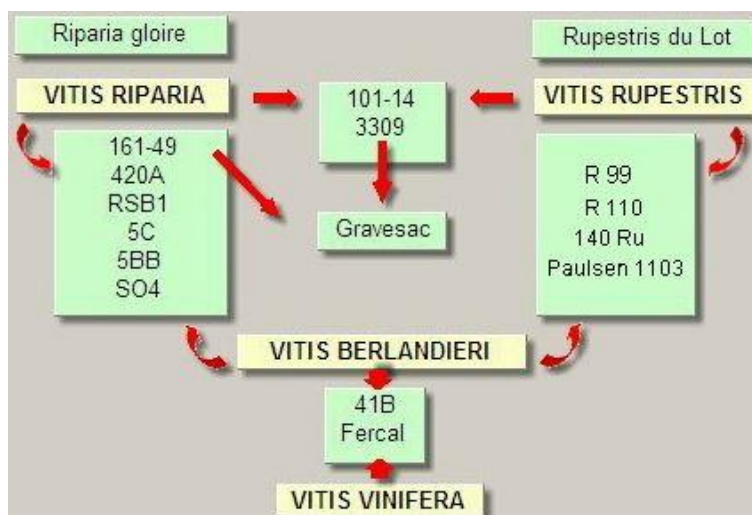 Riparia gloire
Rupestris du Lot
VITIS RIPARIA
101-14
3309
VITIS RUPESTRIS
161-49
420A
RSB1
5C
5BB
SO4
Gravesac
R 99
R 110
140 Ru
Paulsen 1103
VITIS BERLANDIERI
41B
Fercal
VITIS VINIFERA